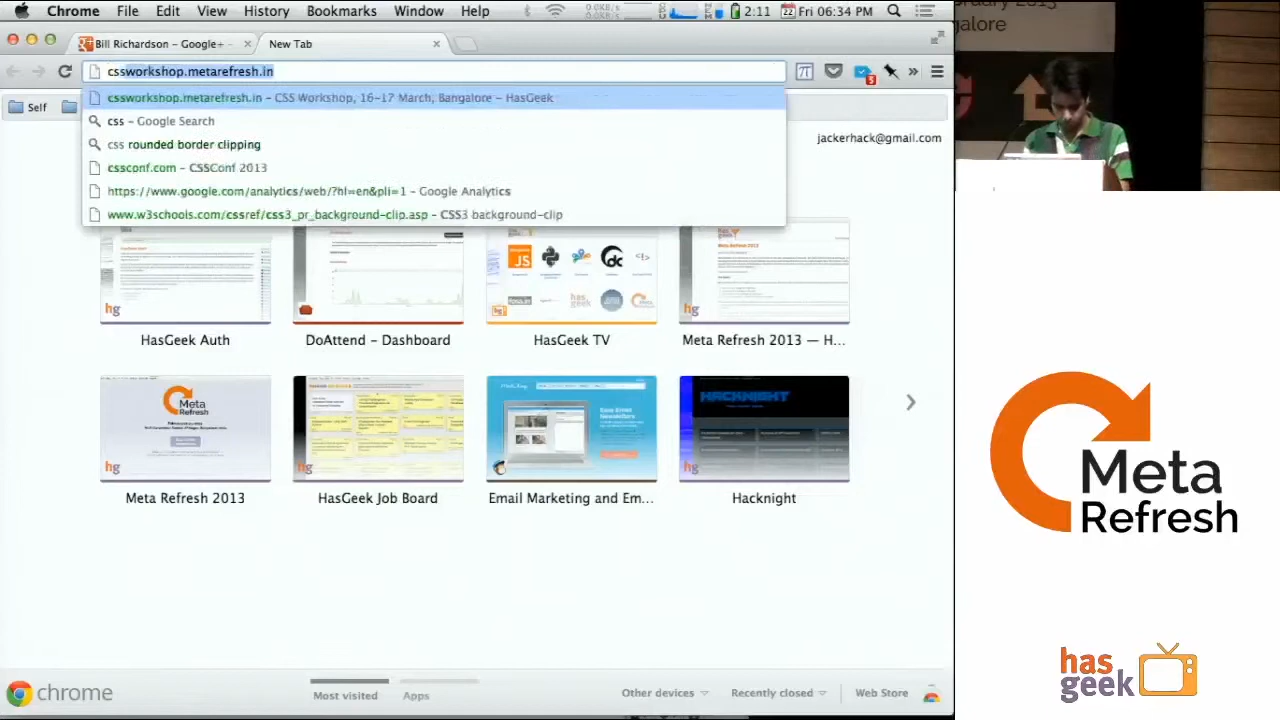 Chrome File Edit View History Bookmarks Window Help 2:11 Fri 06:34 PM
Bill Richardson – Google+
New Tab
cssworkshop.metarefresh.in
cssworkshop.metarefresh.in – CSS Workshop, 16–17 March, Bangalore – HasGeek
css – Google Search
css rounded border clipping
cssconf.com – CSSConf 2013
https://www.google.com/analytics/web/?hl=en&pli=1 – Google Analytics
www.w3schools.com/cssref/css3_pr_background-clip.asp – CSS3 background-clip
Self
jackerhack@gmail.com
HasGeek Auth
DoAttend – Dashboard
HasGeek TV
Meta Refresh 2013 — H...
Meta Refresh
HACKNIGHT
Meta Refresh 2013
HasGeek Job Board
Email Marketing and Em...
Hacknight
chrome
Most visited
Apps
Other devices
Recently closed
Web Store
2013
galore
Meta
Refresh
has
geek